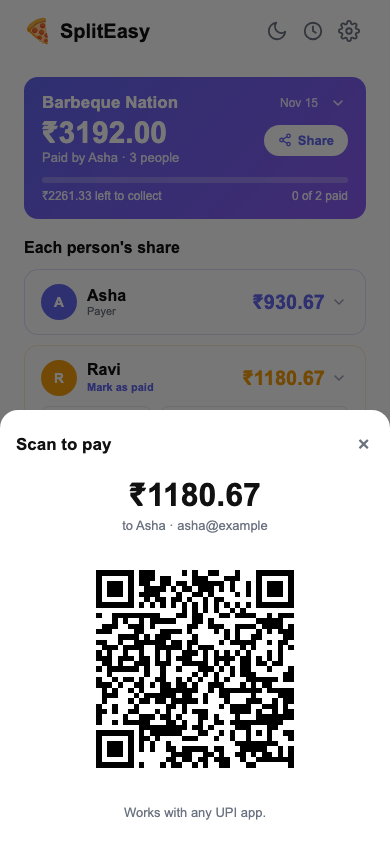 SplitEasy
Barbeque Nation
Nov 15
₹3192.00
Share
Paid by Asha · 3 people
₹2261.33 left to collect
0 of 2 paid
Each person's share
A
Asha
Payer
₹930.67
R
Ravi
Mark as paid
₹1180.67
Scan to pay
×
₹1180.67
to Asha · asha@example
Works with any UPI app.